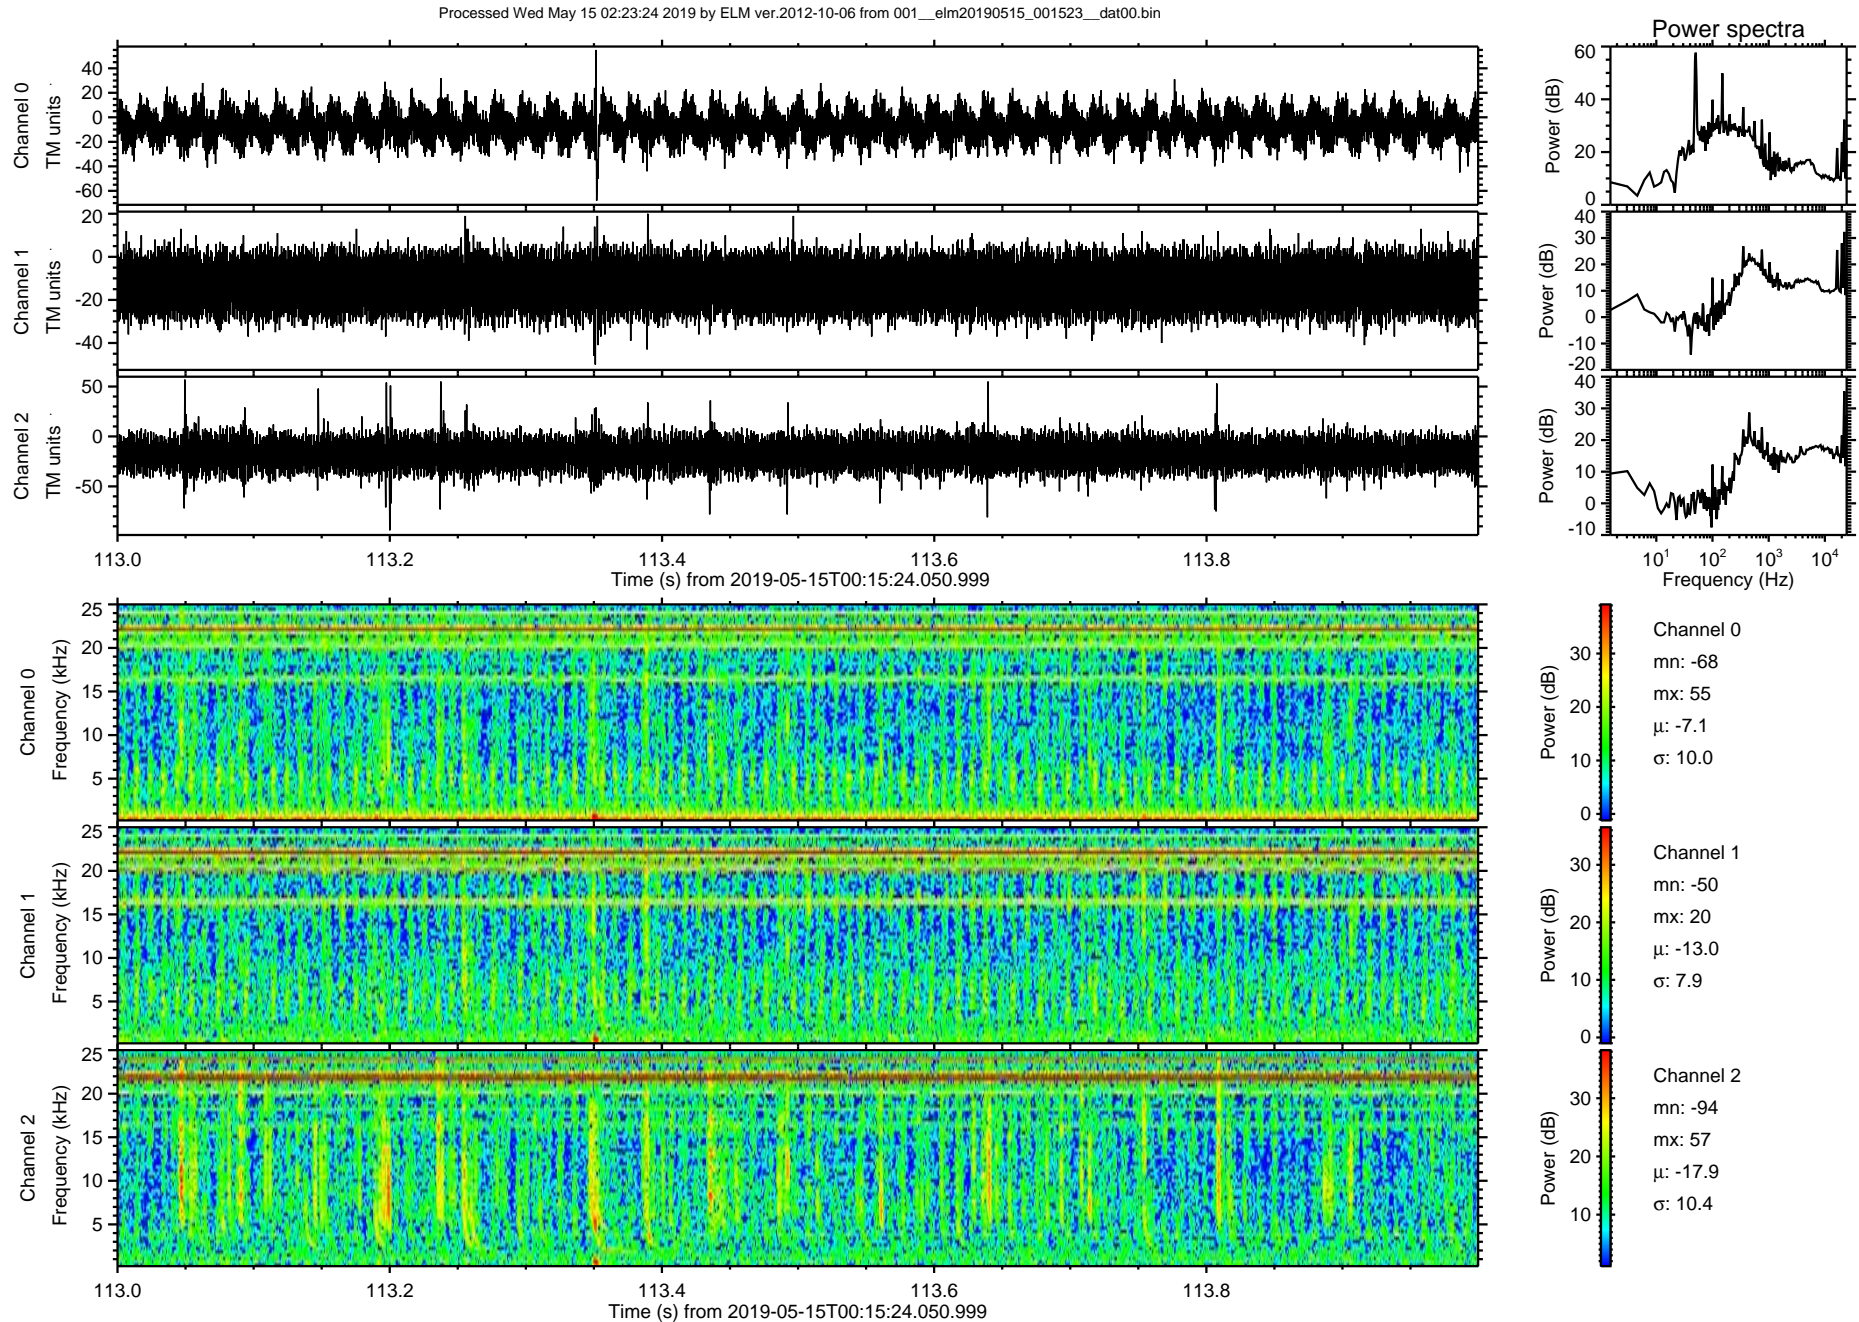 Processed Wed May 15 02:23:24 2019 by ELM ver.2012-10-06 from 001__elm20190515_001523__dat00.bin
Power spectra
Channel 0
TM units
40
20
0
-20
-40
-60
Power (dB)
60
40
20
0
Channel 1
TM units
20
0
-20
-40
Power (dB)
40
30
20
10
0
-10
-20
Channel 2
TM units
50
0
-50
Power (dB)
40
30
20
10
0
-10
113.0 113.2 113.4 113.6 113.8
Time (s) from 2019-05-15T00:15:24.050.999
10¹ 10² 10³ 10⁴
Frequency (Hz)
Channel 0
Frequency (kHz)
25
20
15
10
5
Power (dB)
30
20
10
0
Channel 0
mn: -68
mx: 55
µ: -7.1
σ: 10.0
Channel 1
Frequency (kHz)
25
20
15
10
5
Power (dB)
30
20
10
0
Channel 1
mn: -50
mx: 20
µ: -13.0
σ: 7.9
Channel 2
Frequency (kHz)
25
20
15
10
5
Power (dB)
30
20
10
Channel 2
mn: -94
mx: 57
µ: -17.9
σ: 10.4
113.0 113.2 113.4 113.6 113.8
Time (s) from 2019-05-15T00:15:24.050.999